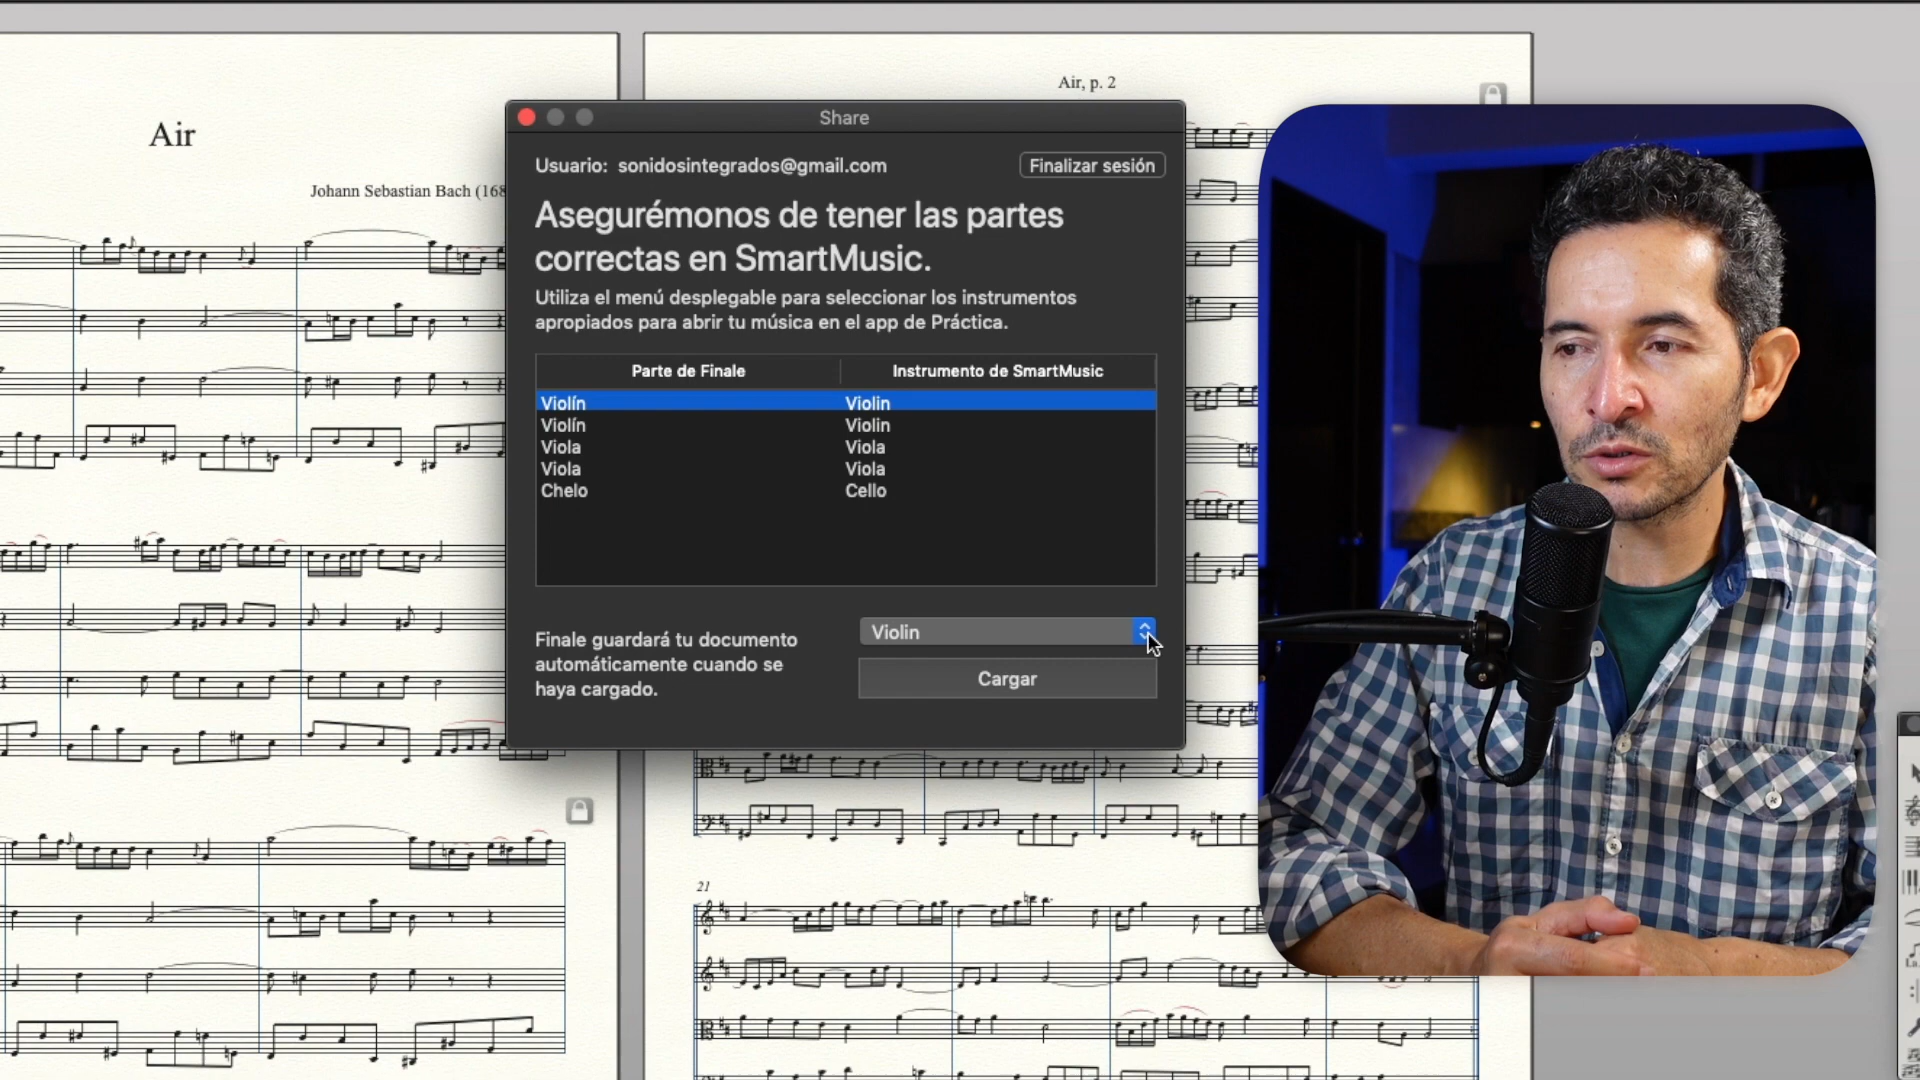 Air, p. 2
Air
Johann Sebastian Bach (168
Share
Usuario: sonidosintegrados@gmail.com
Finalizar sesión
Asegurémonos de tener las partes
correctas en SmartMusic.
Utiliza el menú desplegable para seleccionar los instrumentos
apropiados para abrir tu música en el app de Práctica.
Parte de Finale Instrumento de SmartMusic
Violín Violin
Violín Violin
Viola Viola
Viola Viola
Chelo Cello
Finale guardará tu documento
automáticamente cuando se
haya cargado.
Violin
Cargar
21